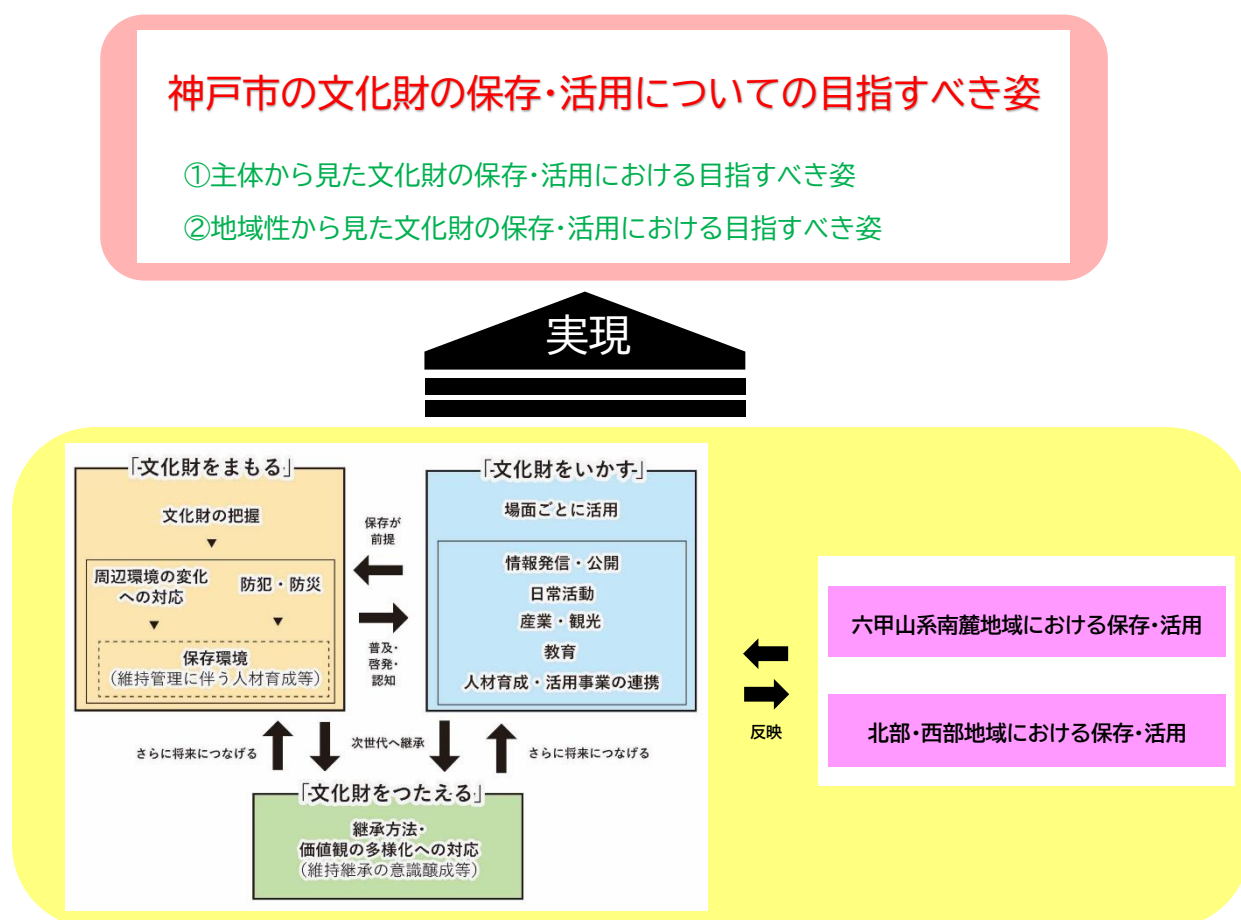 神戸市の文化財の保存・活用についての目指すべき姿
①主体から見た文化財の保存・活用における目指すべき姿
②地域性から見た文化財の保存・活用における目指すべき姿
実現
「文化財をまもる」
文化財の把握
▼
周辺環境の変化
への対応
防犯・防災
▼
▼
保存環境
(維持管理に伴う人材育成等)
保存が
前提
普及・
啓発・
認知
「文化財をいかす」
場面ごとに活用
情報発信・公開
日常活動
産業・観光
教育
人材育成・活用事業の連携
さらに将来につなげる
次世代へ継承
さらに将来につなげる
「文化財をつたえる」
継承方法・
価値観の多様化への対応
(維持継承の意識醸成等)
反映
六甲山系南麓地域における保存・活用
北部・西部地域における保存・活用